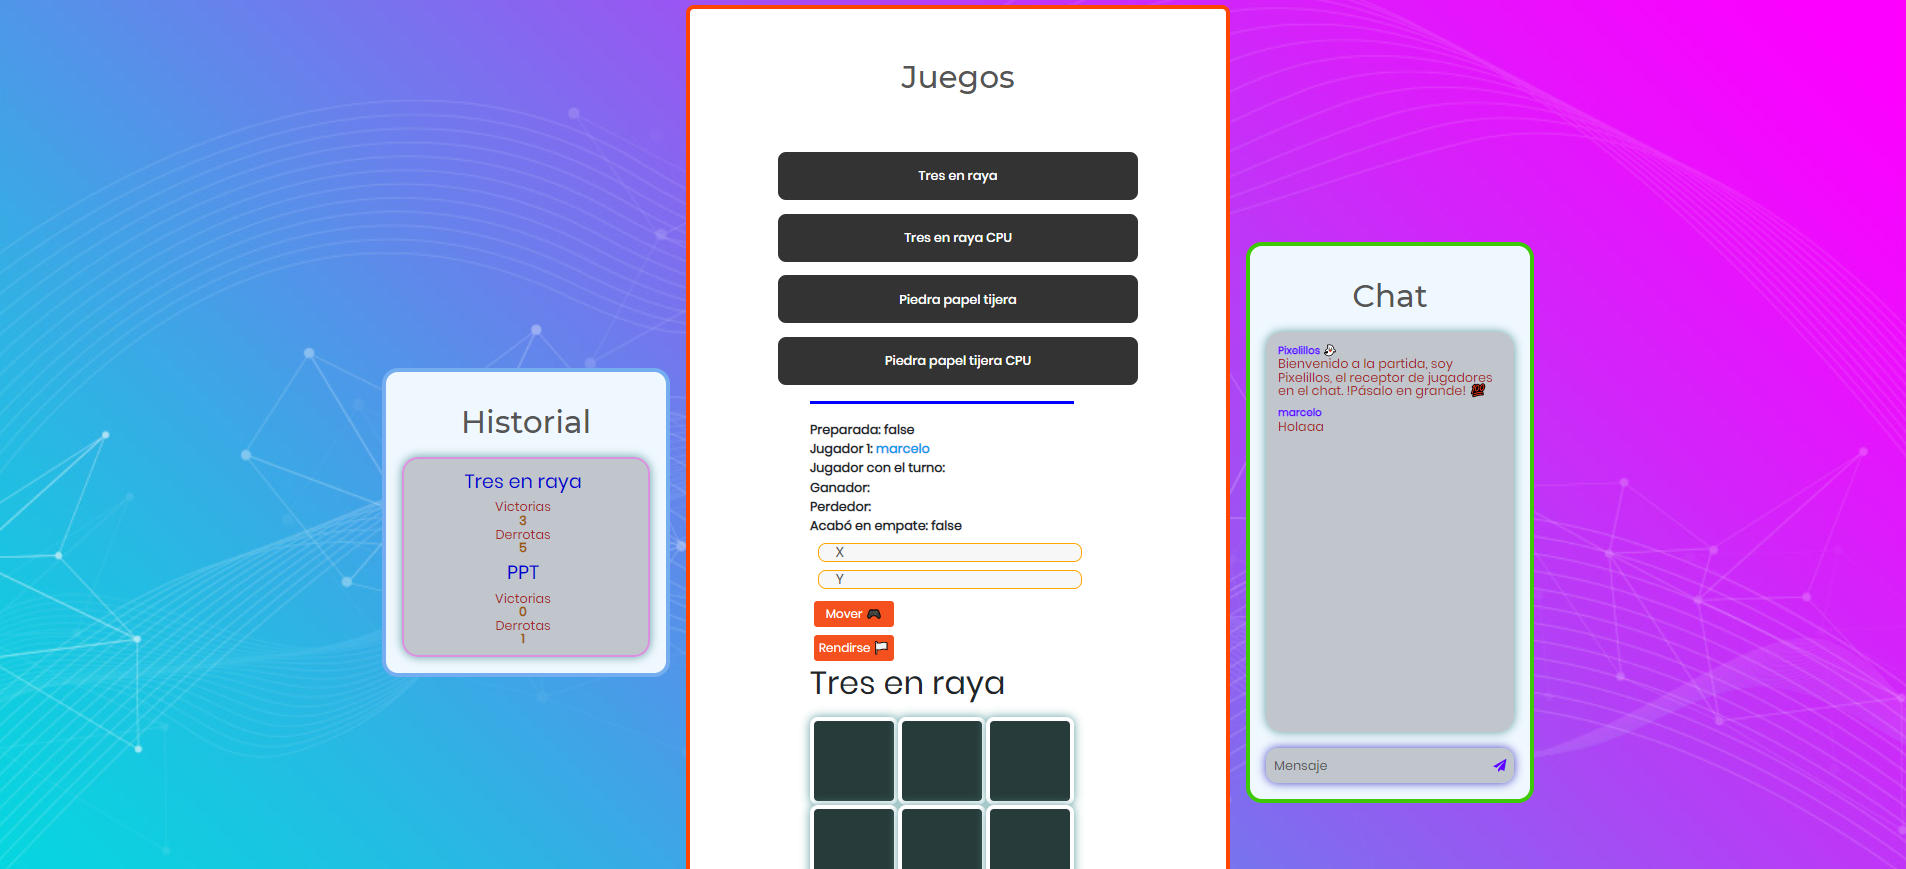 Historial
Tres en raya
Victorias
3
Derrotas
5
PPT
Victorias
0
Derrotas
1
Juegos
Tres en raya
Tres en raya CPU
Piedra papel tijera
Piedra papel tijera CPU
Preparada: false
Jugador 1: marcelo
Jugador con el turno:
Ganador:
Perdedor:
Acabó en empate: false
X
Y
Mover 🎮
Rendirse 🏳
Tres en raya
Chat
Pixelillos 👻
Bienvenido a la partida, soy
Pixelillos, el receptor de jugadores
en el chat. !Pásalo en grande! 💯
marcelo
Holaaa
Mensaje